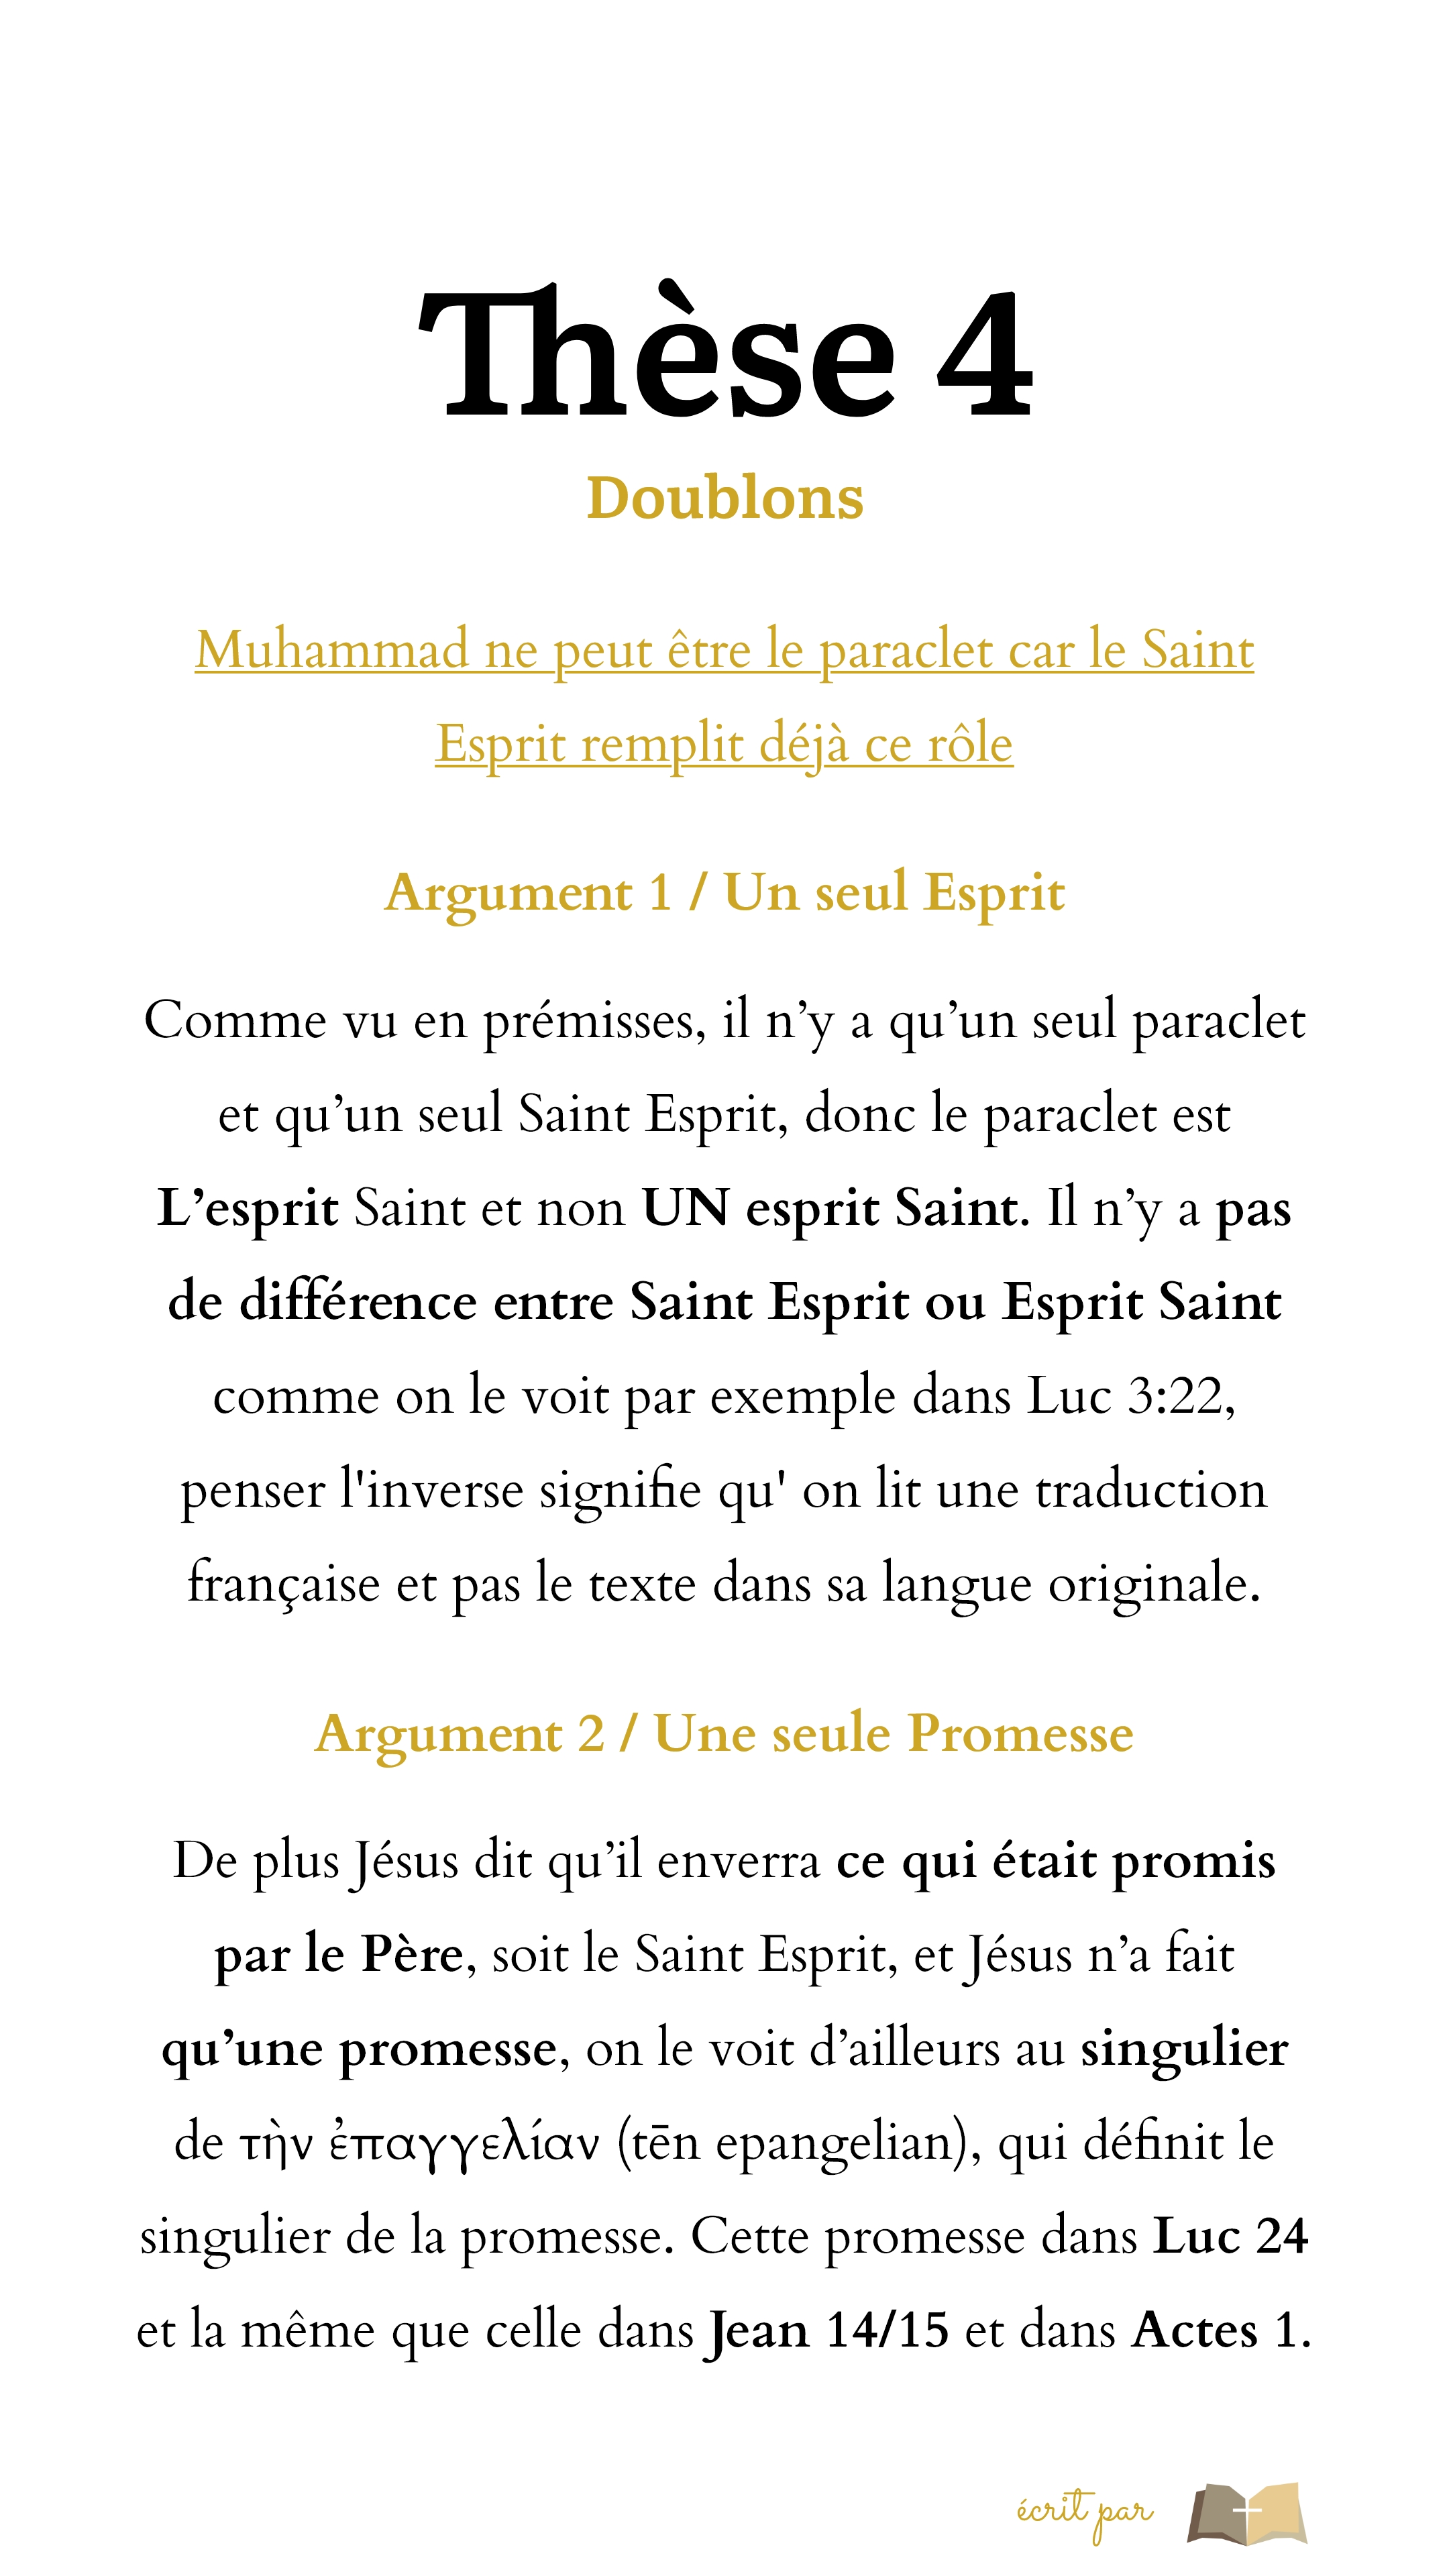 Thèse 4
Doublons
Muhammad ne peut être le paraclet car le Saint
Esprit remplit déjà ce rôle
Argument 1 / Un seul Esprit
Comme vu en prémisses, il n’y a qu’un seul paraclet
et qu’un seul Saint Esprit, donc le paraclet est
L’esprit Saint et non UN esprit Saint. Il n’y a pas
de différence entre Saint Esprit ou Esprit Saint
comme on le voit par exemple dans Luc 3:22,
penser l'inverse signifie qu' on lit une traduction
française et pas le texte dans sa langue originale.
Argument 2 / Une seule Promesse
De plus Jésus dit qu’il enverra ce qui était promis
par le Père, soit le Saint Esprit, et Jésus n’a fait
qu’une promesse, on le voit d’ailleurs au singulier
de τὴν ἐπαγγελίαν (tēn epangelian), qui définit le
singulier de la promesse. Cette promesse dans Luc 24
et la même que celle dans Jean 14/15 et dans Actes 1.
écrit par